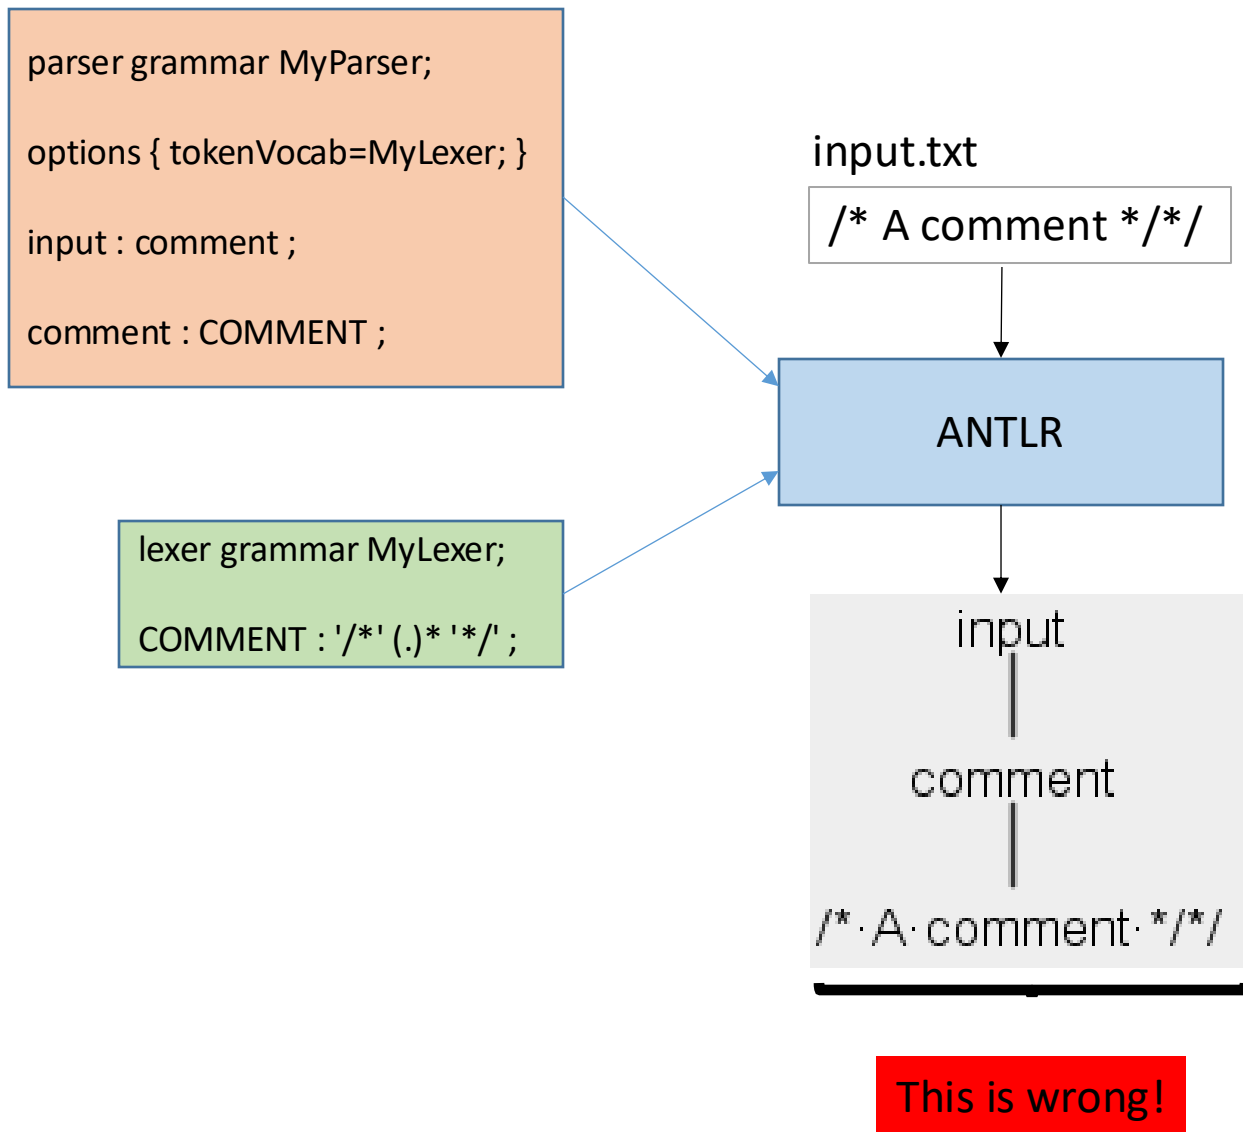 parser grammar MyParser;
options { tokenVocab=MyLexer; }
input : comment ;
comment : COMMENT ;
lexer grammar MyLexer;
COMMENT : '/*' (.)* '*/' ;
input.txt
/* A comment */*/
ANTLR
input
comment
/*·A·comment·*/*/
This is wrong!